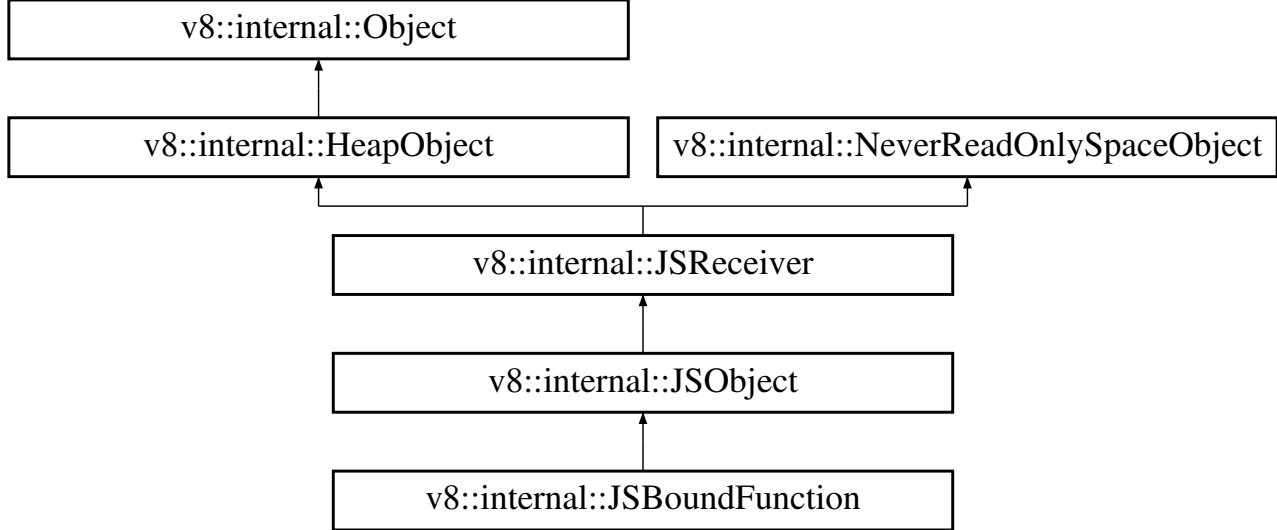 v8::internal::Object
v8::internal::HeapObject
v8::internal::NeverReadOnlySpaceObject
v8::internal::JSReceiver
v8::internal::JSObject
v8::internal::JSBoundFunction